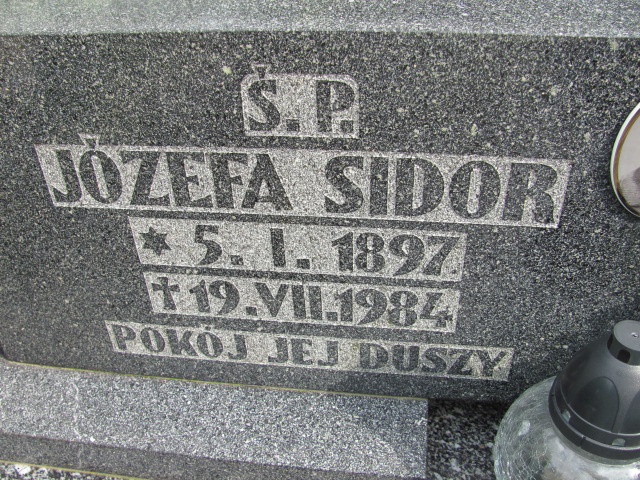 Ś.P.
JÓZEFA SIDOR
* 5. I. 1897.
† 19.VII.1984
POKÓJ JEJ DUSZY